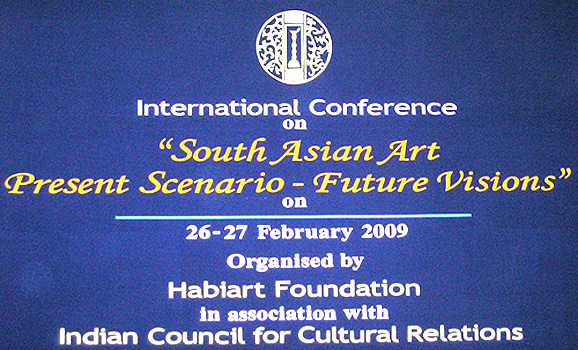 International Conference
on
“South Asian Art
Present Scenario - Future Visions”
on
26-27 February 2009
Organised by
Habiart Foundation
in association with
Indian Council for Cultural Relations